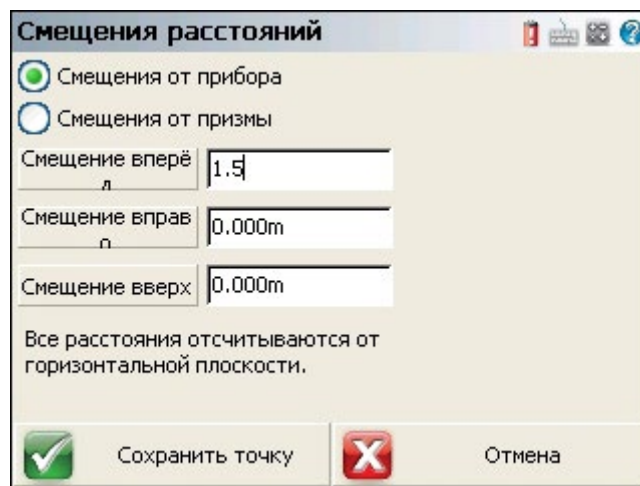 Смещения расстояний
Смещения от прибора
Смещения от призмы
Смещение вперё
д
1.5
Смещение вправ
о
0.000m
Смещение вверх
0.000m
Все расстояния отсчитываются от
горизонтальной плоскости.
Сохранить точку
Отмена